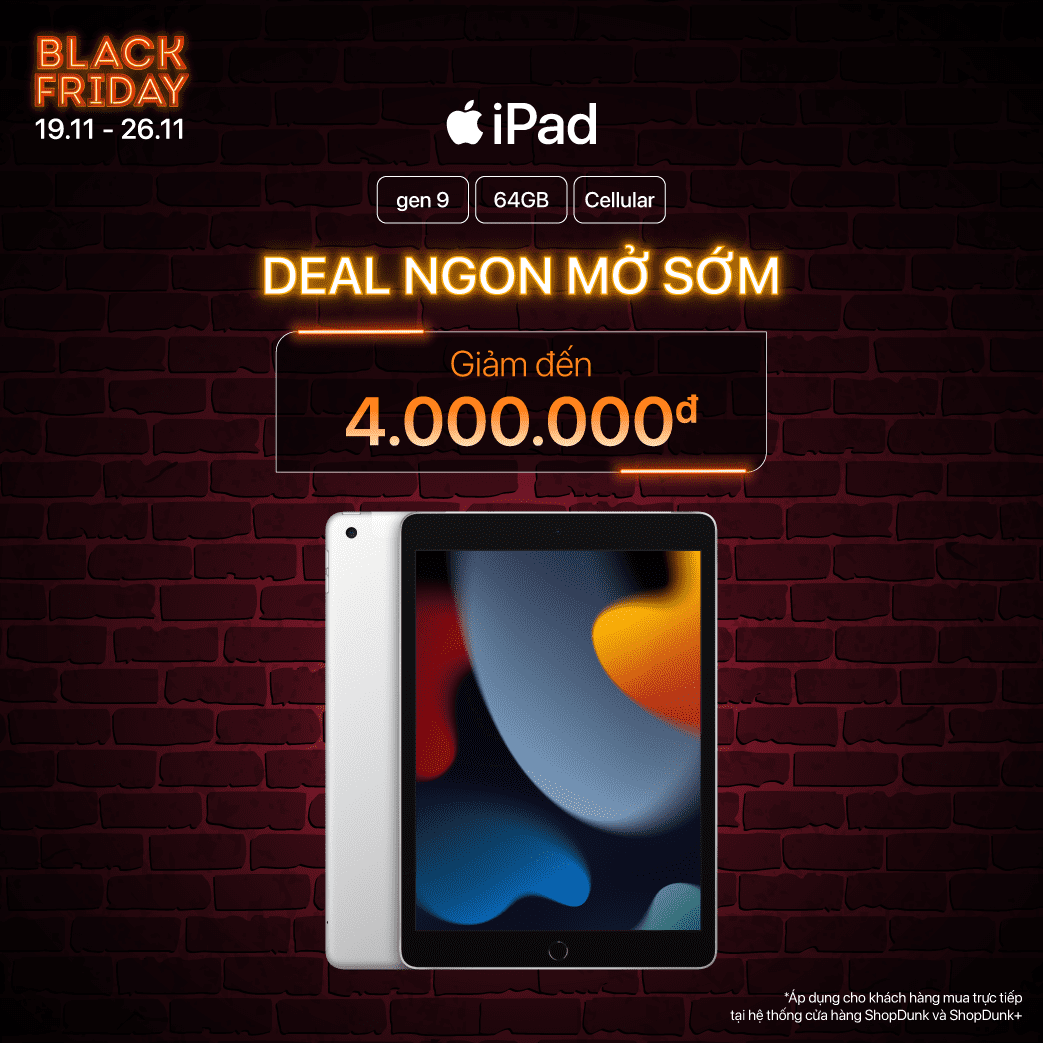 BLACK
FRIDAY
19.11 - 26.11
iPad
gen 9 64GB Cellular
DEAL NGON MỞ SỚM
Giảm đến
4.000.000đ
*Áp dụng cho khách hàng mua trực tiếp
tại hệ thống cửa hàng ShopDunk và ShopDunk+